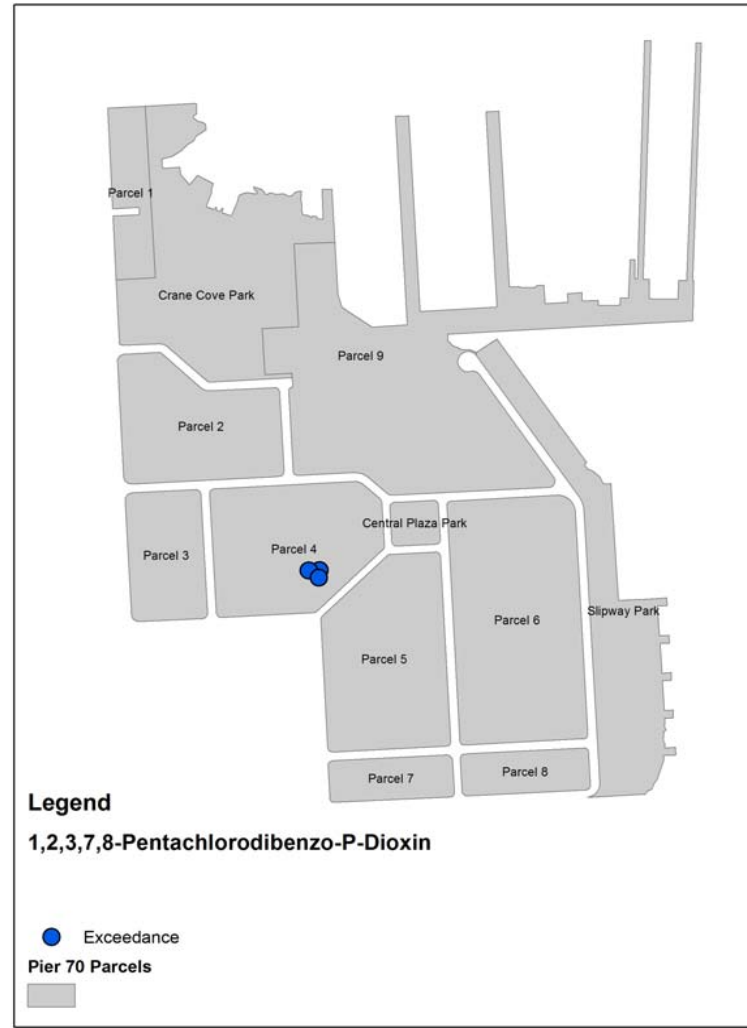 Parcel 1
Crane Cove Park
Parcel 9
Parcel 2
Central Plaza Park
Parcel 3
Parcel 4
Parcel 6
Slipway Park
Parcel 5
Parcel 7
Parcel 8
Legend
1,2,3,7,8-Pentachlorodibenzo-P-Dioxin
Exceedance
Pier 70 Parcels